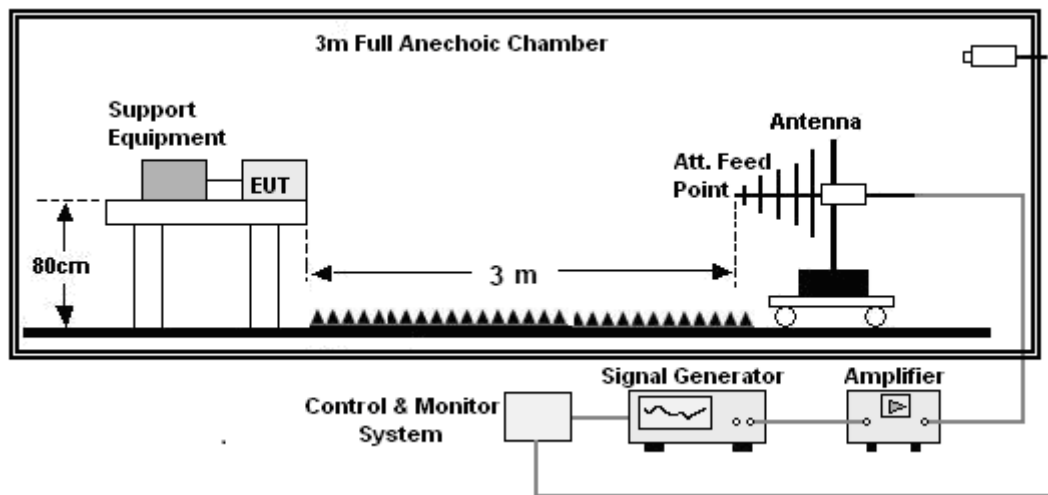 3m Full Anechoic Chamber
Support
Equipment
EUT
Antenna
Att. Feed
Point
80cm
3 m
Signal Generator
Amplifier
Control & Monitor
System